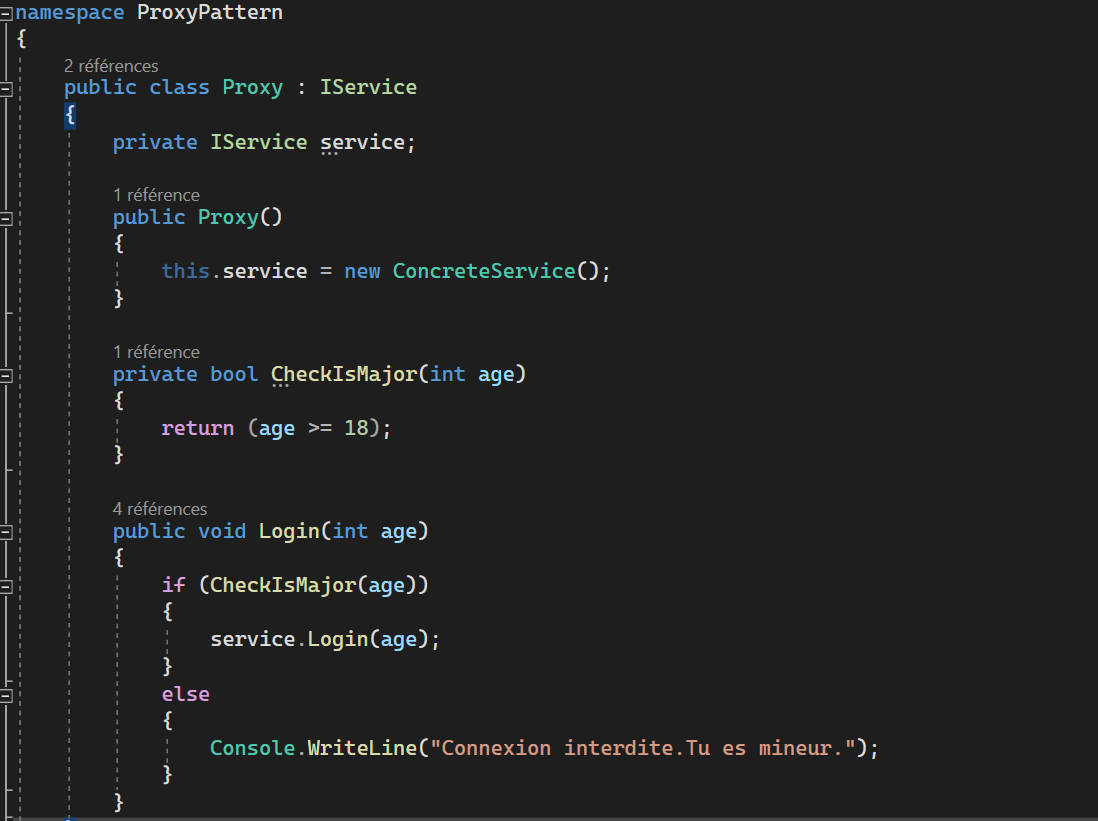 namespace ProxyPattern
{
2 références
public class Proxy : IService
{
private IService service;
1 référence
public Proxy()
{
this.service = new ConcreteService();
}
1 référence
private bool CheckIsMajor(int age)
{
return (age >= 18);
}
4 références
public void Login(int age)
{
if (CheckIsMajor(age))
{
service.Login(age);
}
else
{
Console.WriteLine("Connexion interdite.Tu es mineur.");
}
}